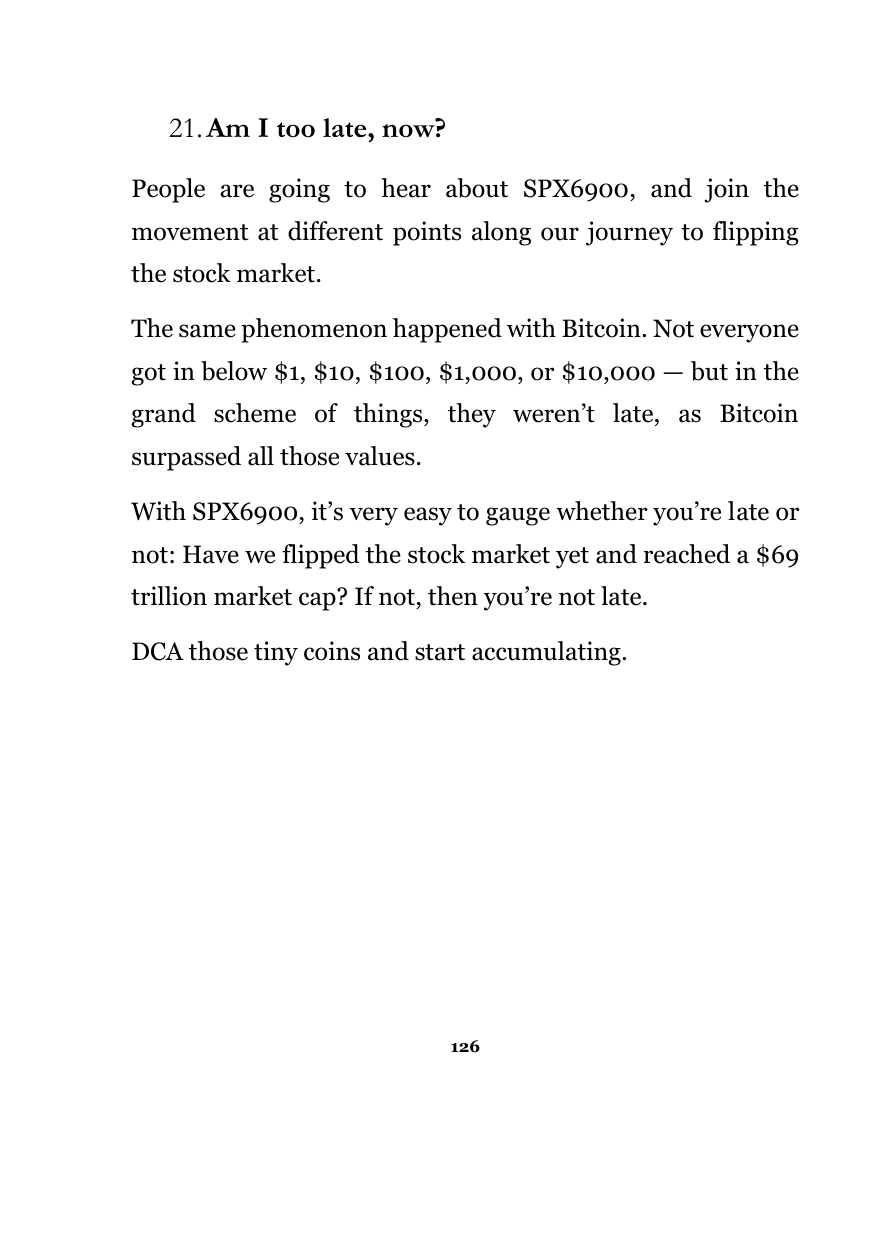 21. Am I too late, now?
People are going to hear about SPX6900, and join the
movement at different points along our journey to flipping
the stock market.
The same phenomenon happened with Bitcoin. Not everyone
got in below $1, $10, $100, $1,000, or $10,000 — but in the
grand scheme of things, they weren’t late, as Bitcoin
surpassed all those values.
With SPX6900, it’s very easy to gauge whether you’re late or
not: Have we flipped the stock market yet and reached a $69
trillion market cap? If not, then you’re not late.
DCA those tiny coins and start accumulating.
126